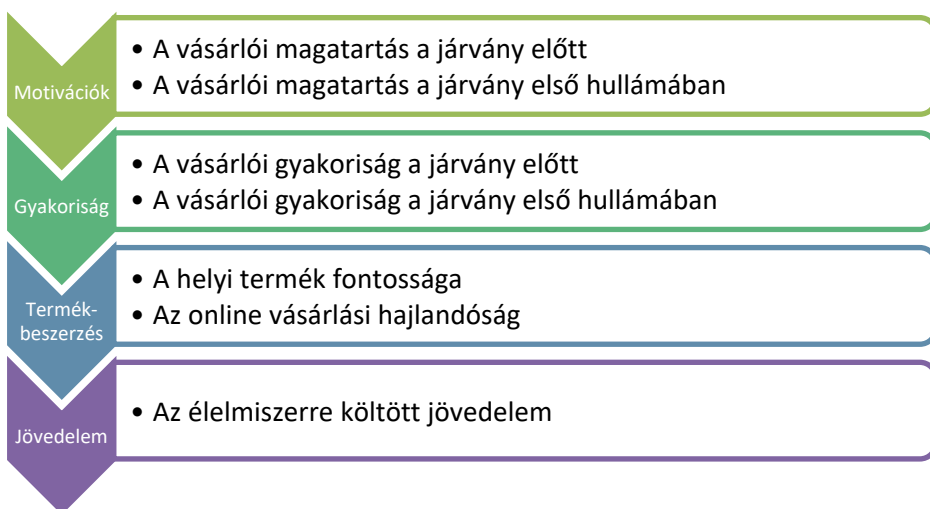 Motivációk
• A vásárlói magatartás a járvány előtt
• A vásárlói magatartás a járvány első hullámában
Gyakoriság
• A vásárlói gyakoriság a járvány előtt
• A vásárlói gyakoriság a járvány első hullámában
Termék-
beszerzés
• A helyi termék fontossága
• Az online vásárlási hajlandóság
Jövedelem
• Az élelmiszerre költött jövedelem